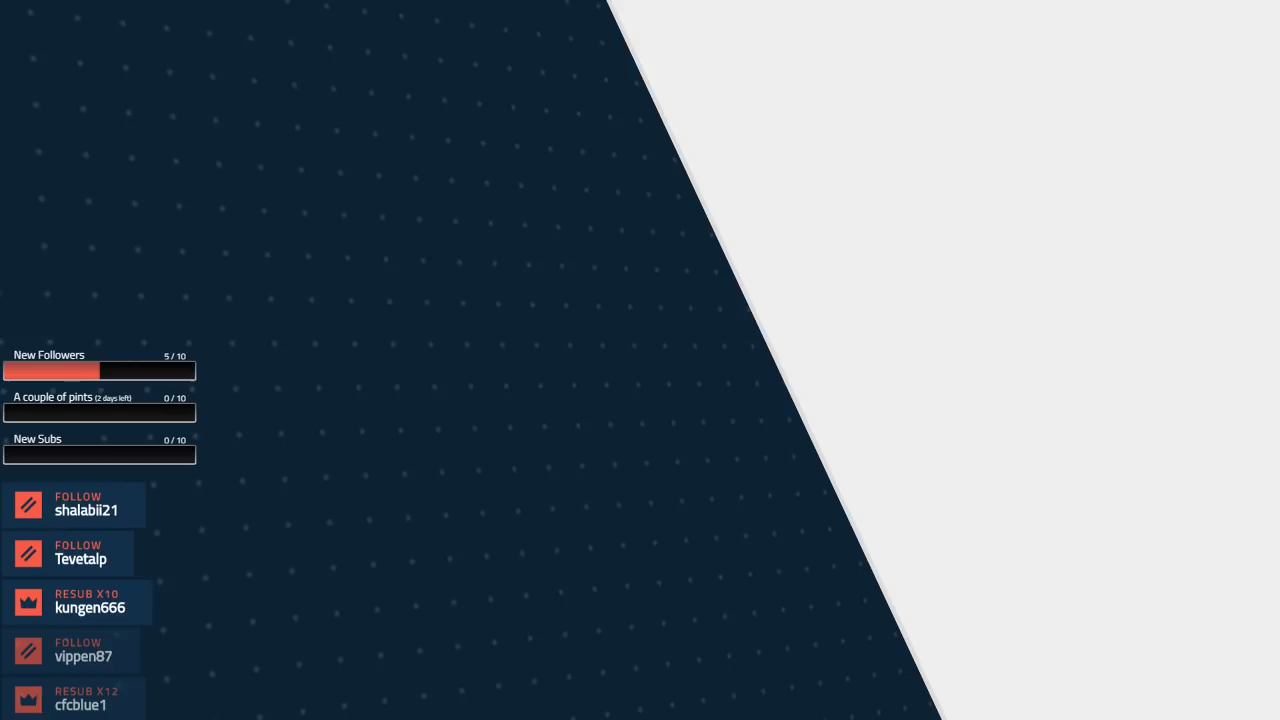 New Followers 5 / 10
A couple of pints (2 days left) 0 / 10
New Subs 0 / 10
FOLLOW
shalabii21
FOLLOW
Tevetalp
RESUB X10
kungen666
FOLLOW
vippen87
RESUB X12
cfcblue1